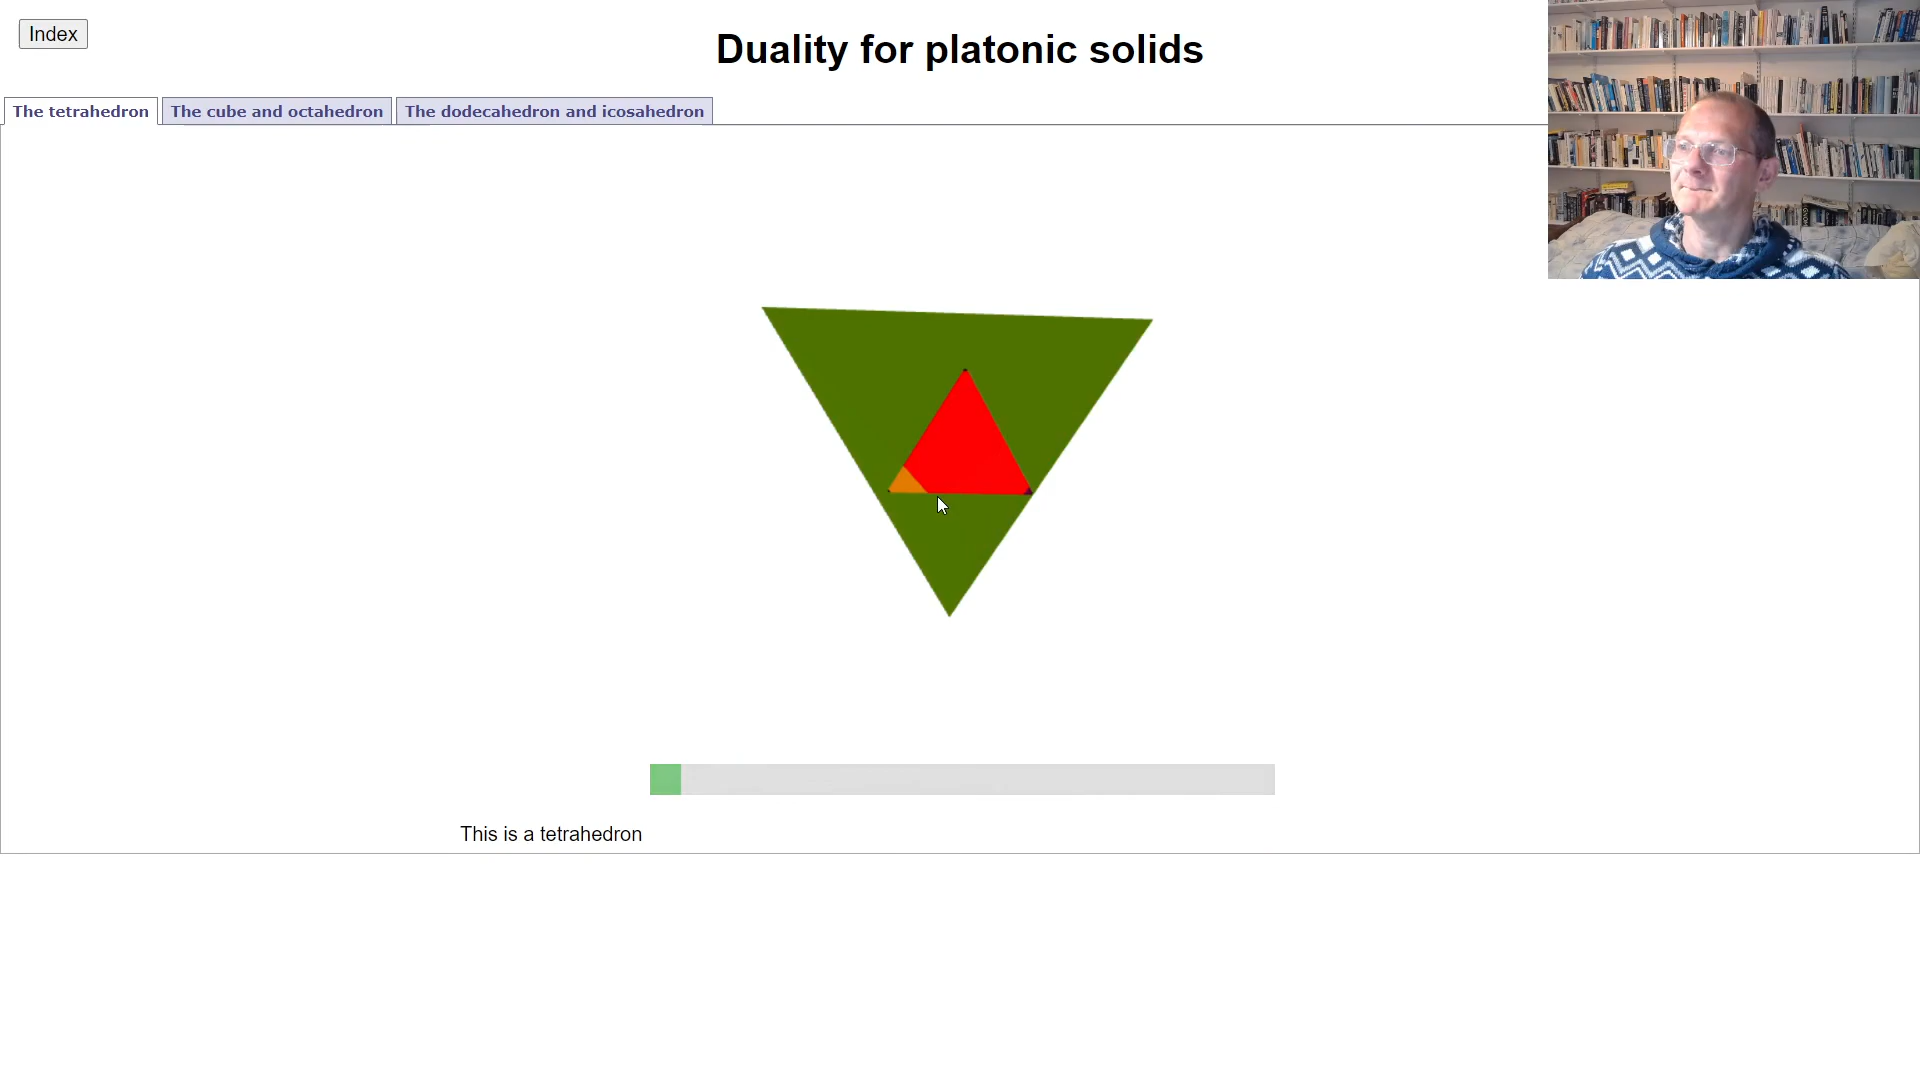 Index
Duality for platonic solids
The tetrahedron
The cube and octahedron
The dodecahedron and icosahedron
This is a tetrahedron